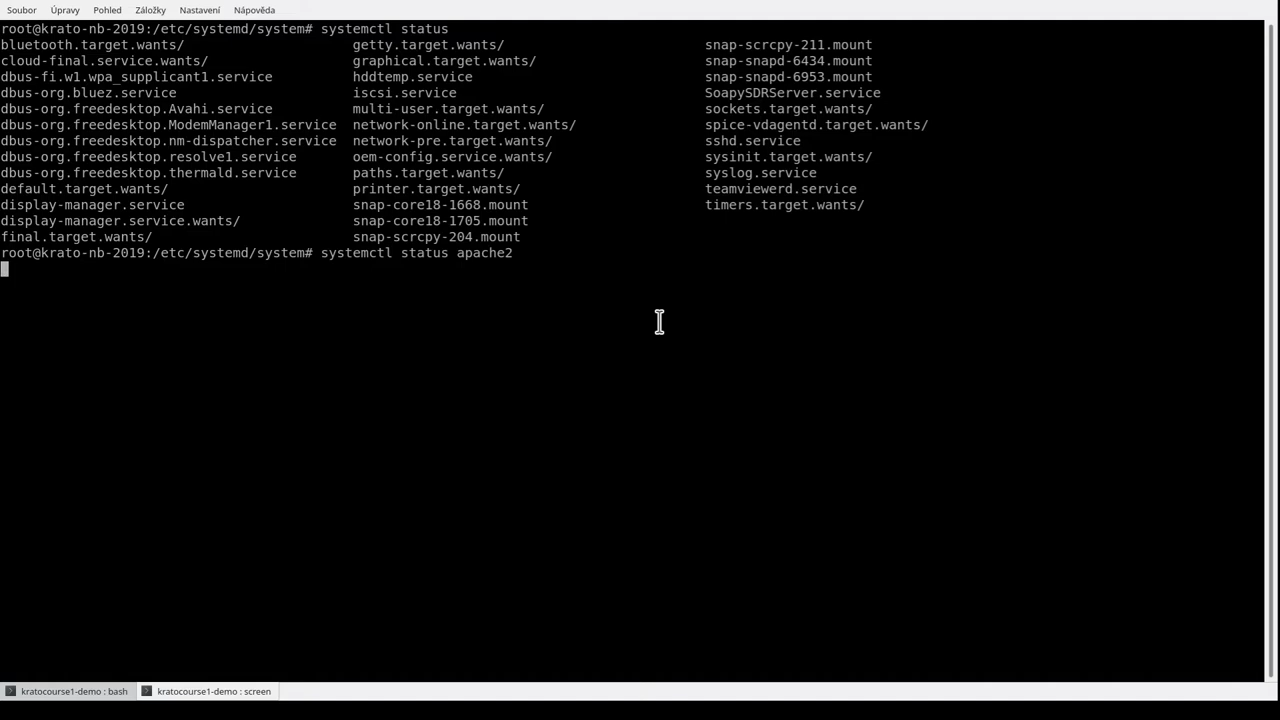 Soubor Úpravy Pohled Záložky Nastavení Nápověda
root@krato-nb-2019:/etc/systemd/system# systemctl status
bluetooth.target.wants/ getty.target.wants/ snap-scrcpy-211.mount
cloud-final.service.wants/ graphical.target.wants/ snap-snapd-6434.mount
dbus-fi.w1.wpa_supplicant1.service hddtemp.service snap-snapd-6953.mount
dbus-org.bluez.service iscsi.service SoapySDRServer.service
dbus-org.freedesktop.Avahi.service multi-user.target.wants/ sockets.target.wants/
dbus-org.freedesktop.ModemManager1.service network-online.target.wants/ spice-vdagentd.target.wants/
dbus-org.freedesktop.nm-dispatcher.service network-pre.target.wants/ sshd.service
dbus-org.freedesktop.resolve1.service oem-config.service.wants/ sysinit.target.wants/
dbus-org.freedesktop.thermald.service paths.target.wants/ syslog.service
default.target.wants/ printer.target.wants/ teamviewerd.service
display-manager.service snap-core18-1668.mount timers.target.wants/
display-manager.service.wants/ snap-core18-1705.mount
final.target.wants/ snap-scrcpy-204.mount
root@krato-nb-2019:/etc/systemd/system# systemctl status apache2
kratocourse1-demo : bash kratocourse1-demo : screen